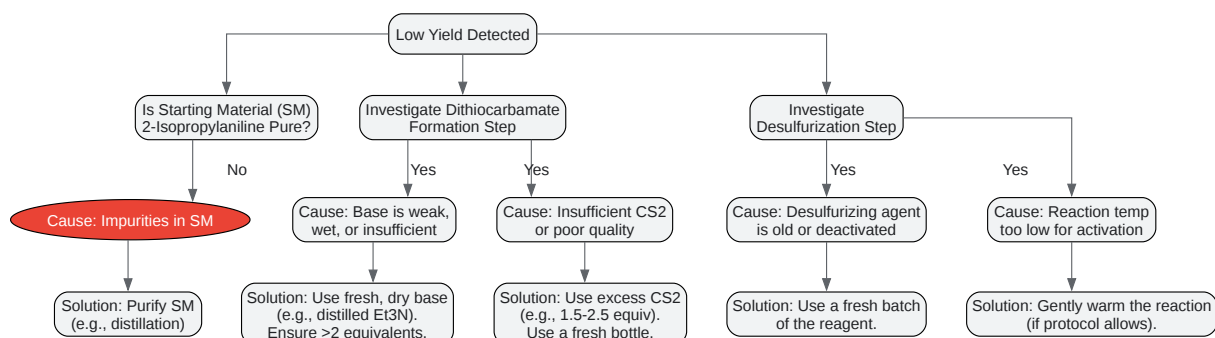 Low Yield Detected
Is Starting Material (SM)
2-Isopropylaniline Pure?
Investigate Dithiocarbamate
Formation Step
Investigate
Desulfurization Step
No
Yes
Yes
Yes
Yes
Cause: Impurities in SM
Cause: Base is weak,
wet, or insufficient
Cause: Insufficient CS2
or poor quality
Cause: Desulfurizing agent
is old or deactivated
Cause: Reaction temp
too low for activation
Solution: Purify SM
(e.g., distillation)
Solution: Use fresh, dry base
(e.g., distilled Et3N).
Ensure >2 equivalents.
Solution: Use excess CS2
(e.g., 1.5-2.5 equiv).
Use a fresh bottle.
Solution: Use a fresh batch
of the reagent.
Solution: Gently warm the reaction
(if protocol allows).